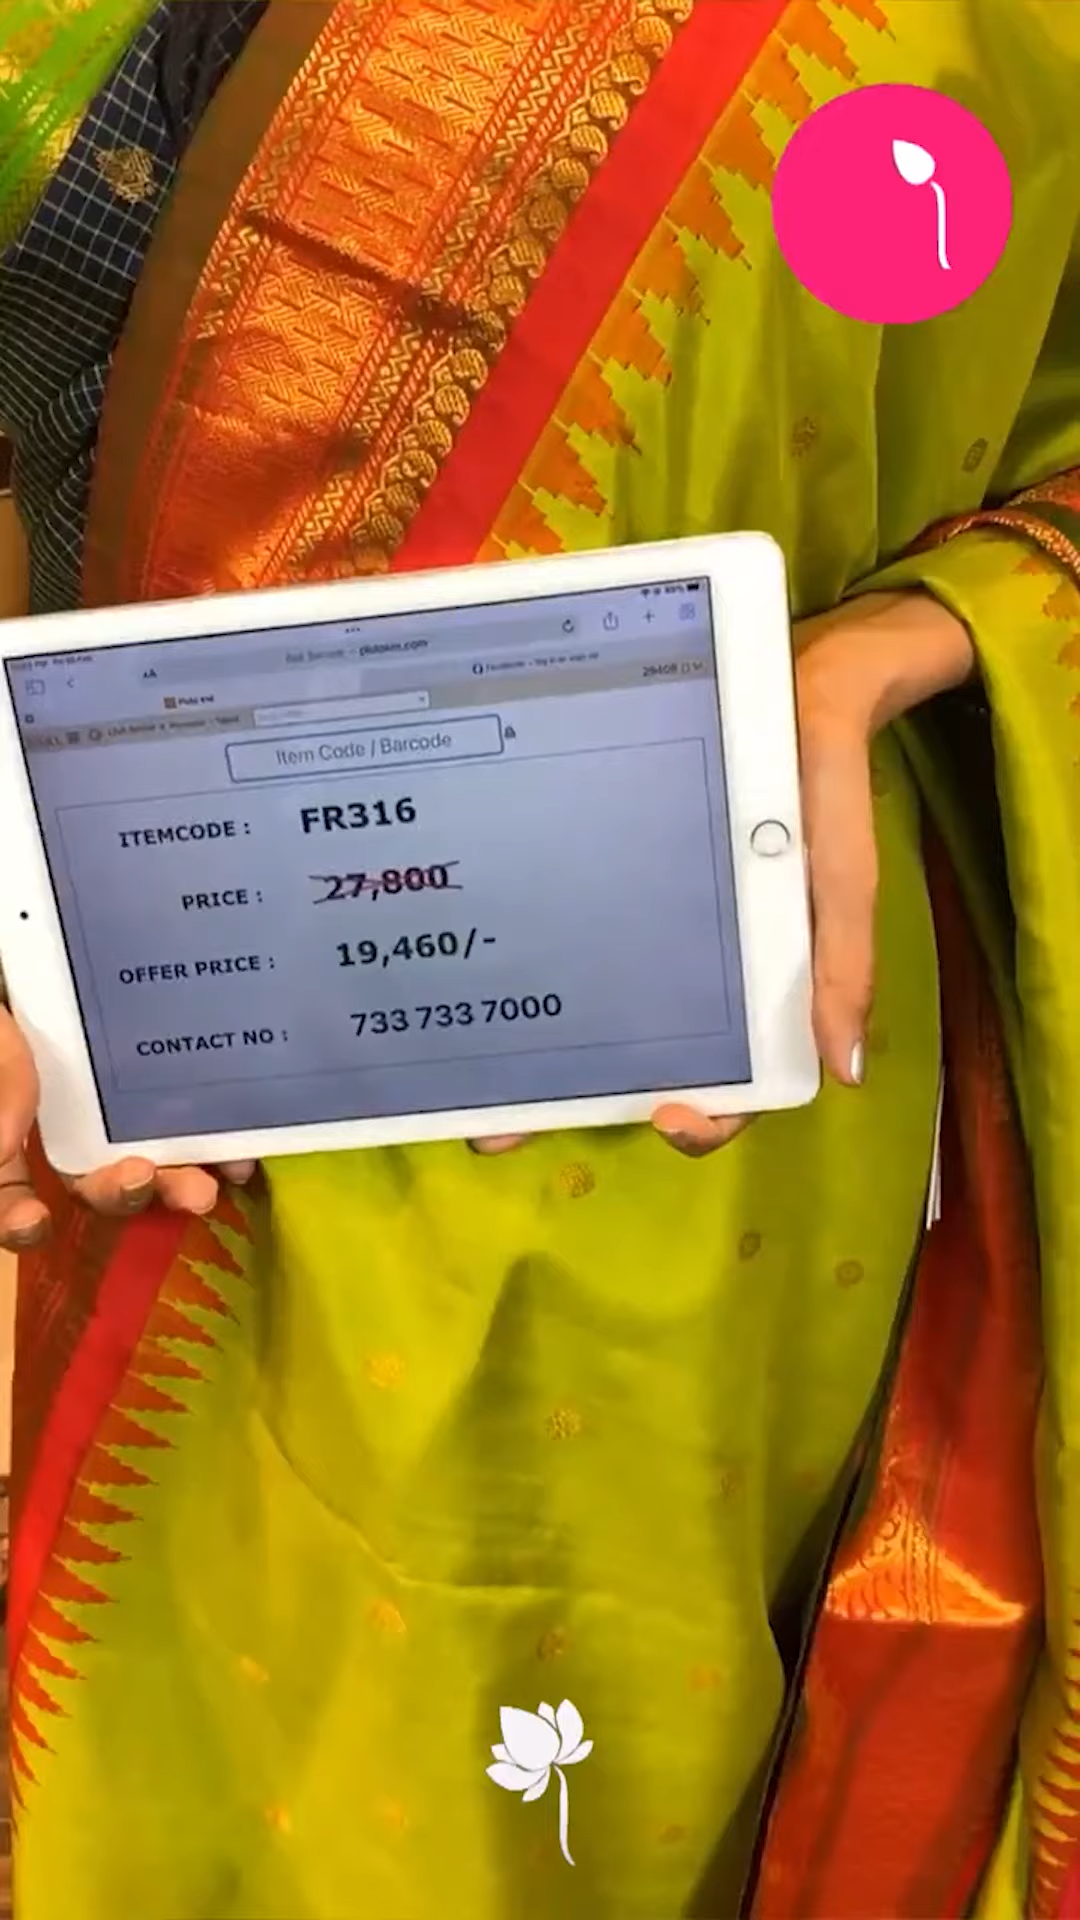 Item Code / Barcode
ITEMCODE : FR316
PRICE : 27,800
OFFER PRICE : 19,460/-
CONTACT NO : 733 733 7000